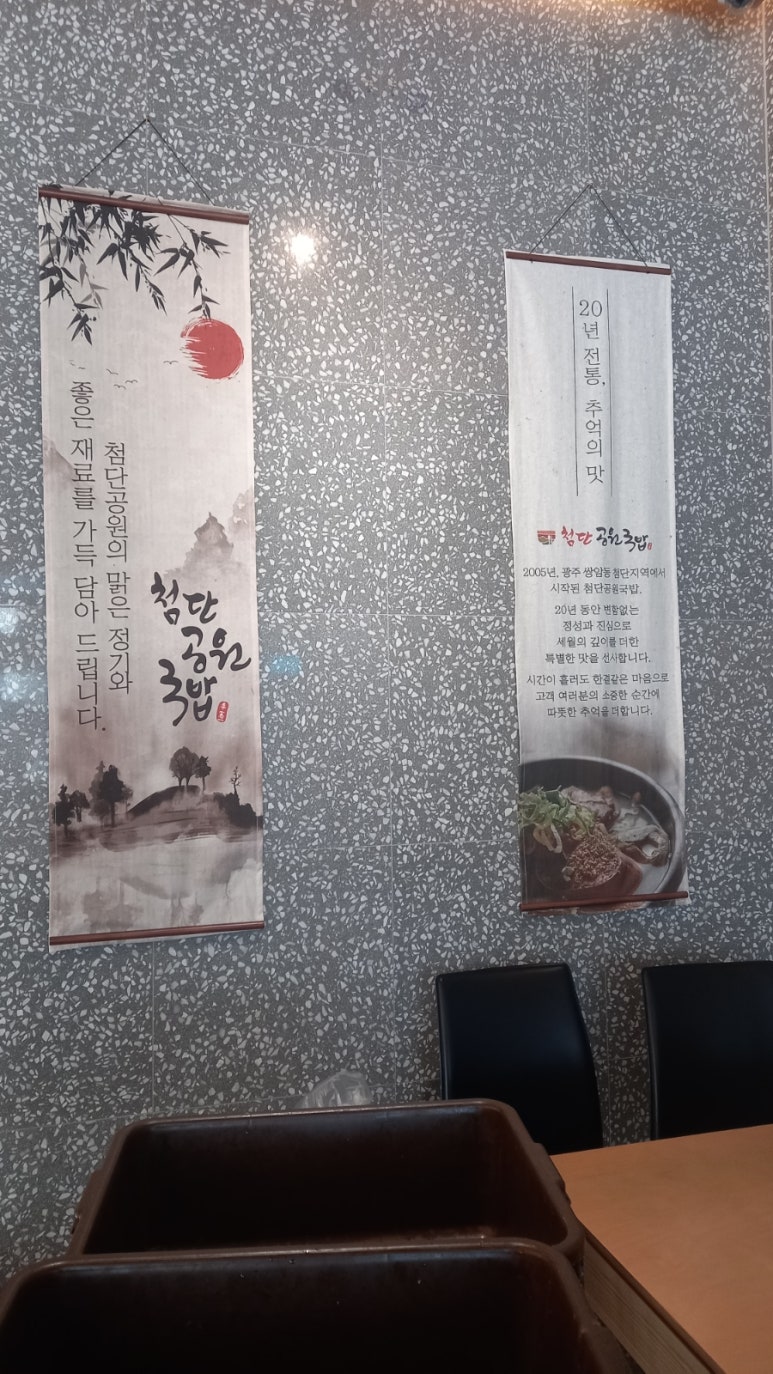 첨단공원의 맑은 정기와
좋은 재료를 가득 담아 드립니다.
첨단
공원
국밥
20년 전통, 추억의 맛
첨단 공원국밥
2005년, 광주 쌍암동 첨단지역에서
시작된 첨단공원국밥.
20년 동안 변함없는
정성과 진심으로
세월의 깊이를 더한
특별한 맛을 선사합니다.
시간이 흘러도 한결같은 마음으로
고객 여러분의 소중한 순간에
따뜻한 추억을 더합니다.